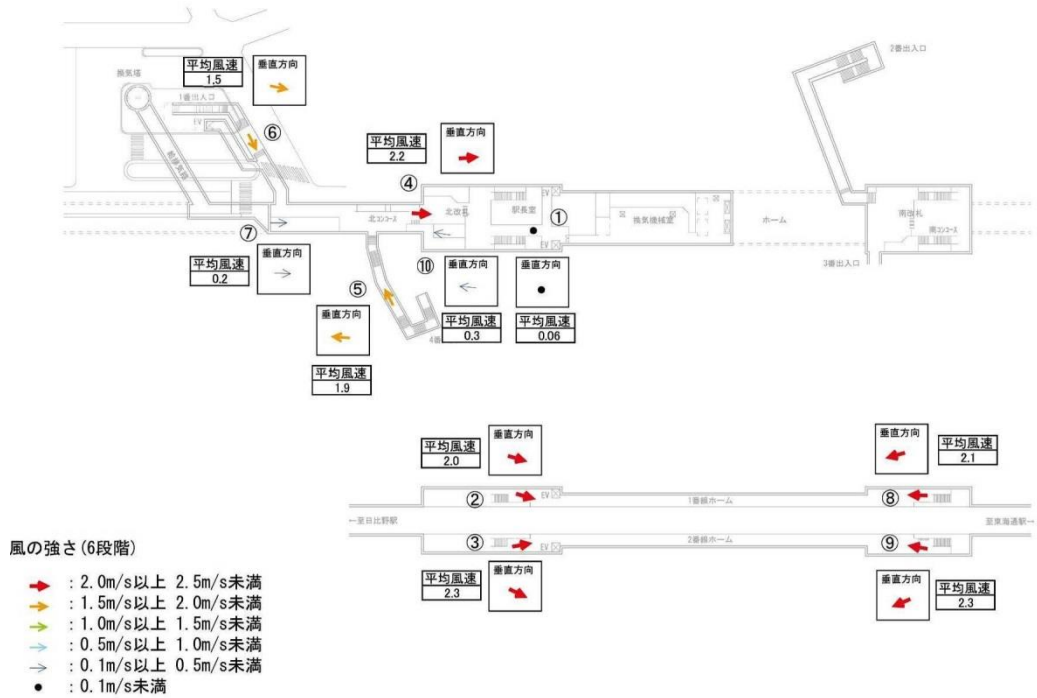 2番出入口
平均風速
1.5
垂直方向
換気塔
1番出入口
EV
⑥
平均風速
2.2
垂直方向
④
給排気路
EV
北コンコース
北改札
駅長室
①
換気機械室
ホーム
南改札
南コンコース
EV
3番出入口
⑦
平均風速
0.2
垂直方向
⑤
⑩
垂直方向
垂直方向
垂直方向
平均風速
0.3
平均風速
0.06
4番
平均風速
1.9
平均風速
2.0
垂直方向
垂直方向
平均風速
2.1
②
EV
1番線ホーム
⑧
←至日比野駅
至東海通駅→
③
EV
2番線ホーム
⑨
平均風速
2.3
垂直方向
垂直方向
平均風速
2.3
風の強さ(6段階)
:2.0m/s以上 2.5m/s未満
:1.5m/s以上 2.0m/s未満
:1.0m/s以上 1.5m/s未満
:0.5m/s以上 1.0m/s未満
:0.1m/s以上 0.5m/s未満
:0.1m/s未満